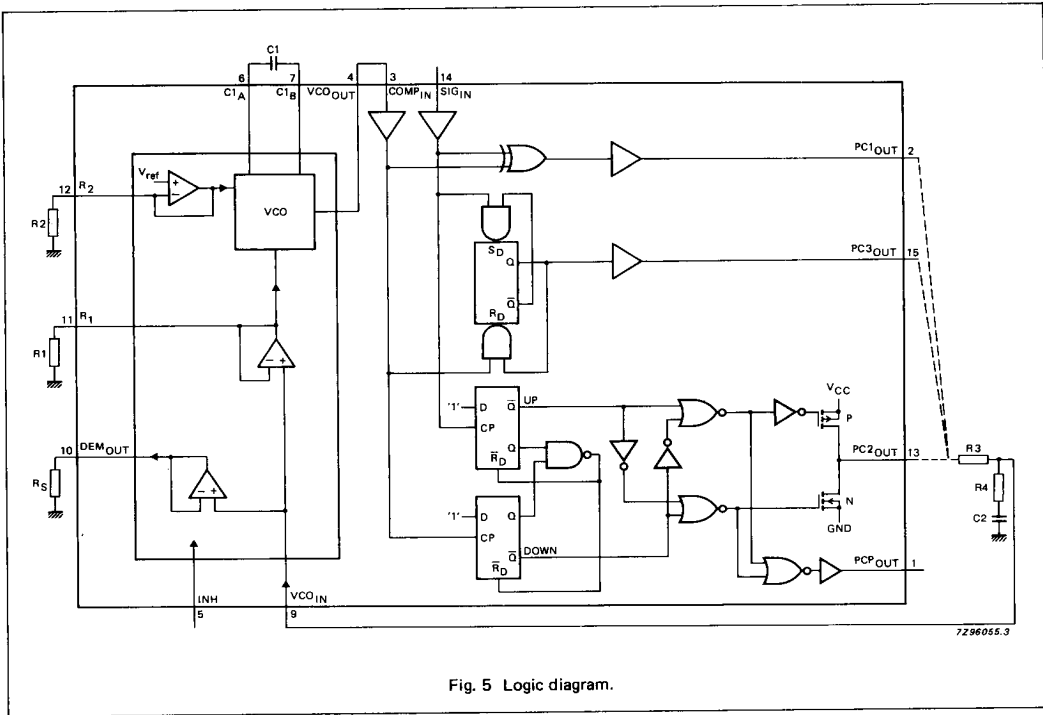 C1
6 7 4 3 14
C1A C1B VCOOUT COMPIN SIGIN
PC1OUT 2
Vref
+
−
12 R2
VCO
R2
SD
Q
PC3OUT 15
Q̅
RD
11 R1
− +
R1
'1' D Q̅ UP
CP
Q
R̅D
VCC
P
10 DEMOUT
− +
RS
PC2OUT 13
R3
R4
C2
N
GND
'1' D Q
CP
Q̅ DOWN
R̅D
PCPOUT 1
INH
5
VCOIN
9
7Z96055.3
Fig. 5 Logic diagram.